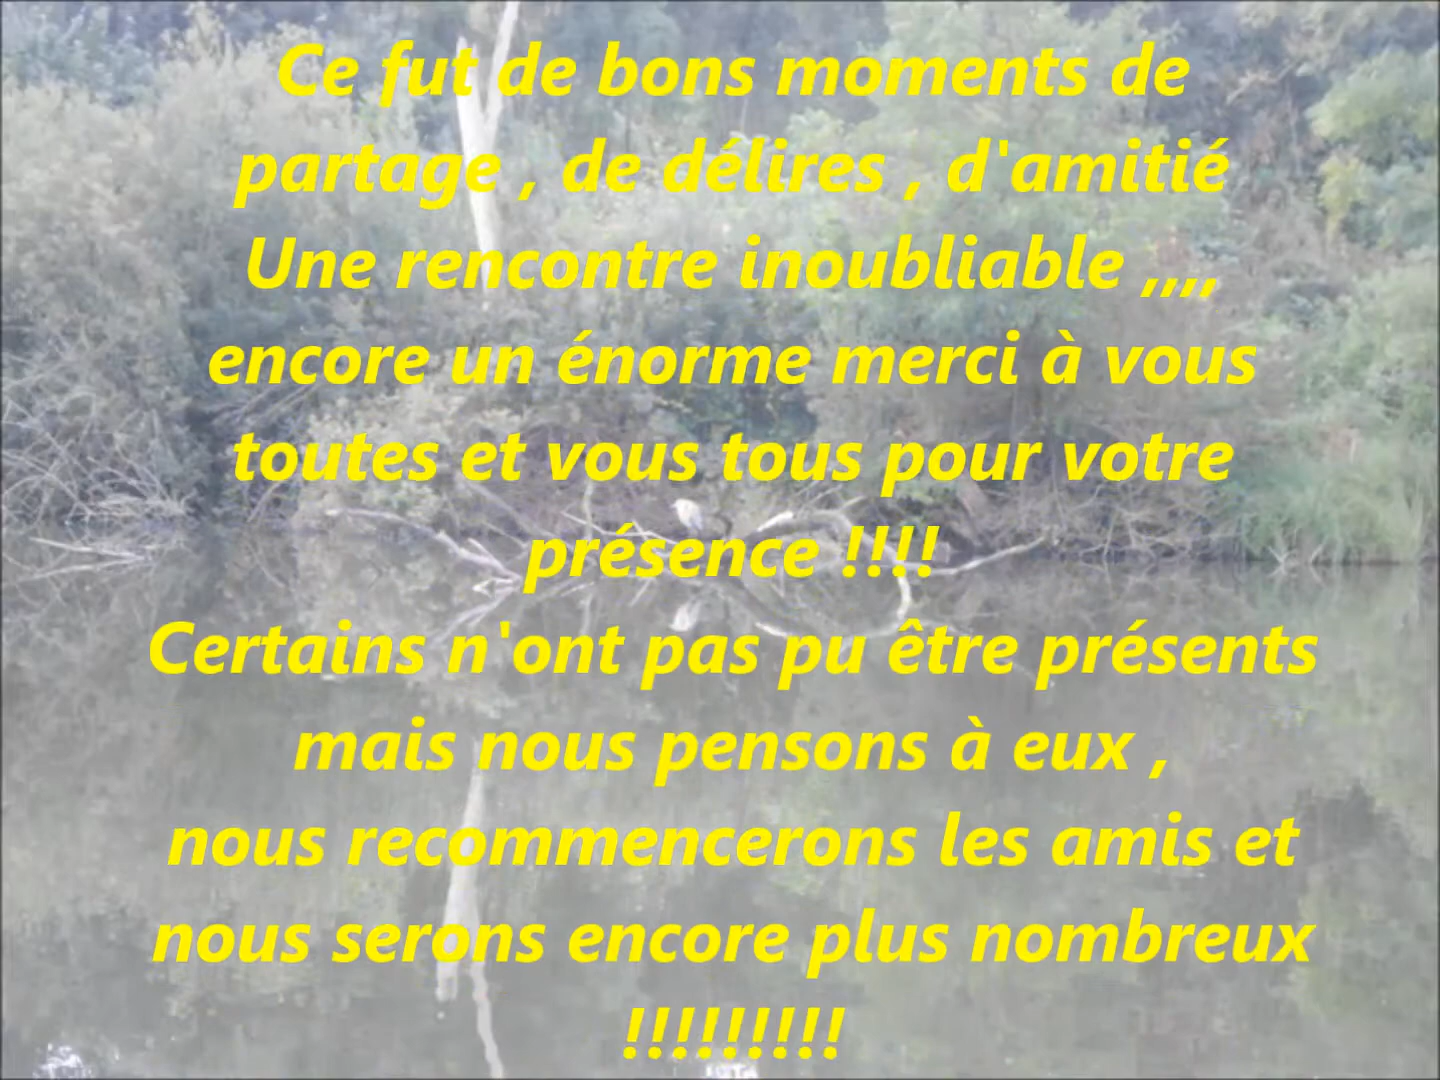 Ce fut de bons moments de
partage , de délires , d'amitié
Une rencontre inoubliable ,,,,
encore un énorme merci à vous
toutes et vous tous pour votre
présence !!!!
Certains n'ont pas pu être présents
mais nous pensons à eux ,
nous recommencerons les amis et
nous serons encore plus nombreux
!!!!!!!!!